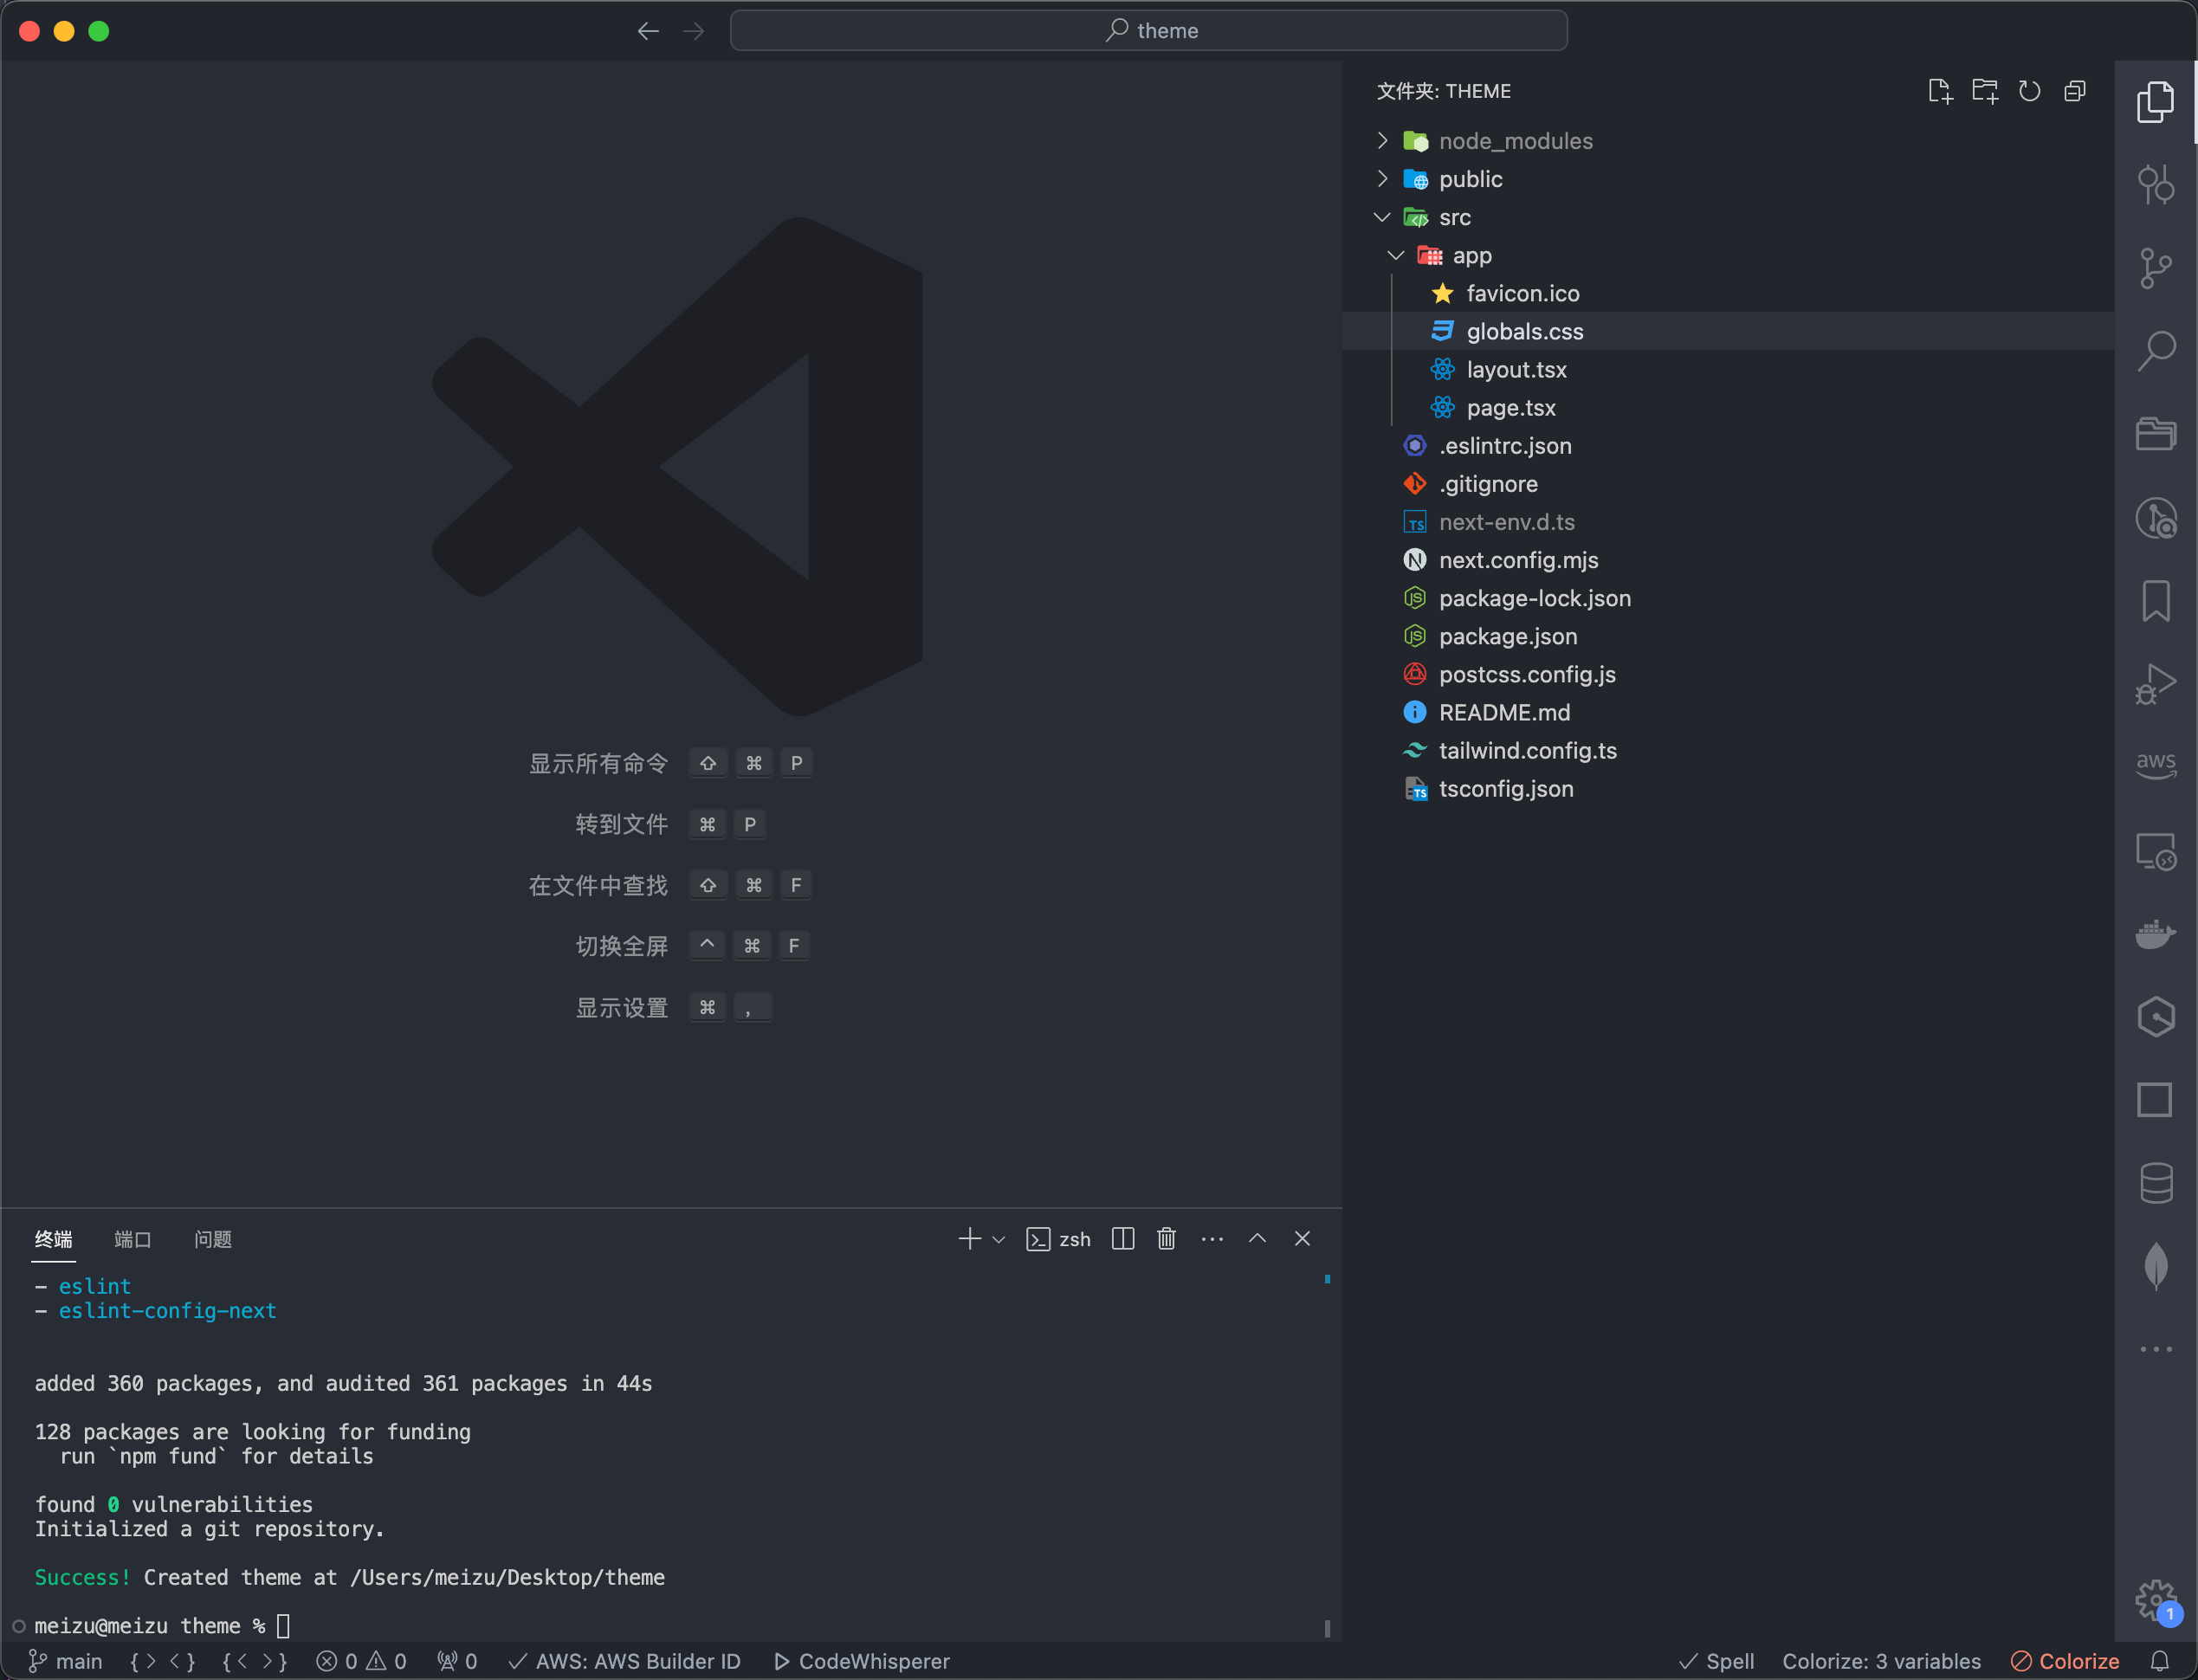 theme
文件夹: THEME
node_modules
public
src
app
favicon.ico
globals.css
layout.tsx
page.tsx
.eslintrc.json
.gitignore
TS next-env.d.ts
N next.config.mjs
JS package-lock.json
JS package.json
postcss.config.js
README.md
tailwind.config.ts
TS tsconfig.json
aws
显示所有命令 ⇧ ⌘ P
转到文件 ⌘ P
在文件中查找 ⇧ ⌘ F
切换全屏 ^ ⌘ F
显示设置 ⌘ ,
终端 端口 问题
zsh
- eslint
- eslint-config-next
added 360 packages, and audited 361 packages in 44s
128 packages are looking for funding
run `npm fund` for details
found 0 vulnerabilities
Initialized a git repository.
Success! Created theme at /Users/meizu/Desktop/theme
meizu@meizu theme %
1
main {> <} {< >} 0 0 0 AWS: AWS Builder ID CodeWhisperer Spell Colorize: 3 variables Colorize